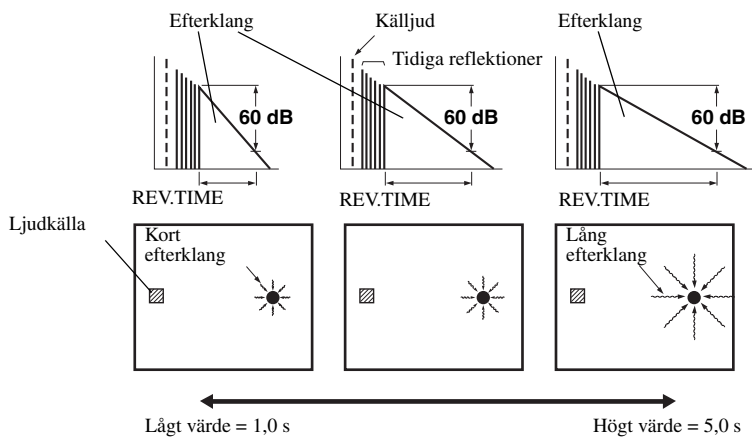 Efterklang
Källjud
Efterklang
Tidiga reflektioner
60 dB
60 dB
60 dB
REV.TIME
REV.TIME
REV.TIME
Ljudkälla
Kort
efterklang
Lång
efterklang
Lågt värde = 1,0 s
Högt värde = 5,0 s